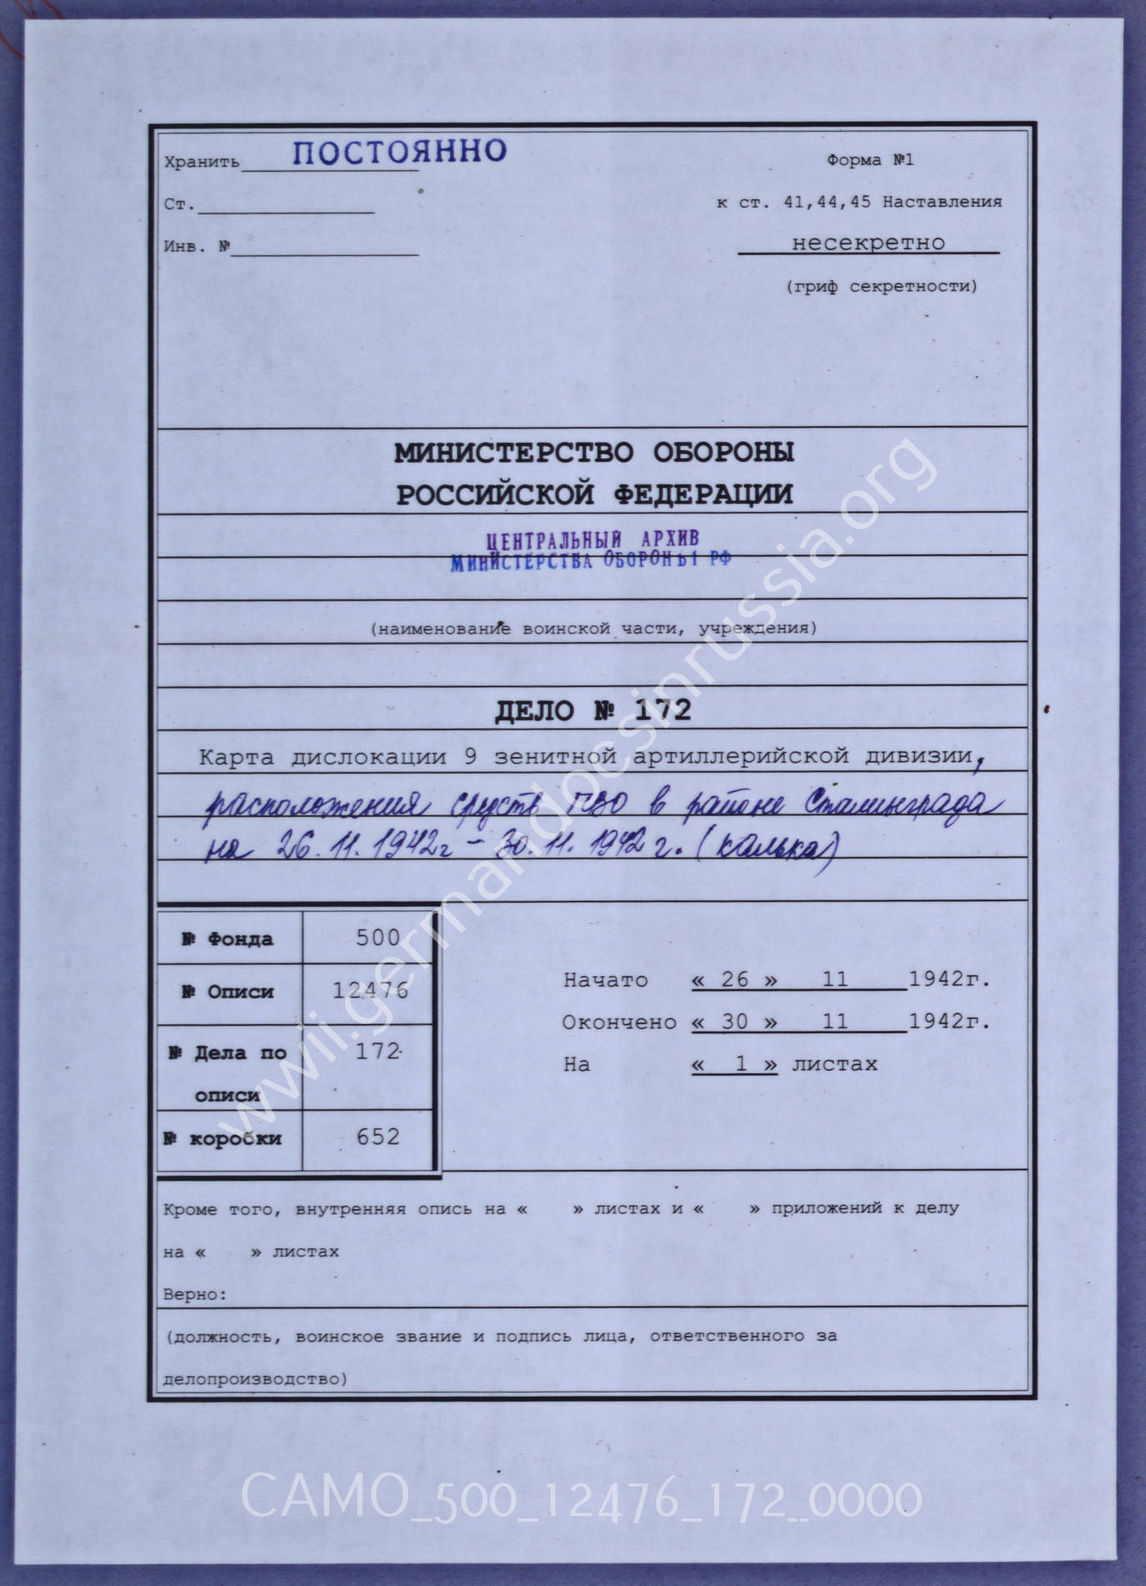 Хранить ПОСТОЯННО
Форма №1
Ст.
к ст. 41,44,45 Наставления
Инв. №
несекретно
(гриф секретности)
МИНИСТЕРСТВО ОБОРОНЫ
РОССИЙСКОЙ ФЕДЕРАЦИИ
ЦЕНТРАЛЬНЫЙ АРХИВ
МИНИСТЕРСТВА ОБОРОНЫ РФ
(наименование воинской части, учреждения)
ДЕЛО № 172
Карта дислокации 9 зенитной артиллерийской дивизии,
расположения средств ПВО в районе Сталинграда
на 26.11.1942г - 30.11.1942г. (калька)
№ Фонда 500
№ Описи 12476
№ Дела по 172
описи
№ коробки 652
Начато « 26 » 11 1942г.
Окончено « 30 » 11 1942г.
На « 1 » листах
Кроме того, внутренняя опись на « » листах и « » приложений к делу
на « » листах
Верно:
(должность, воинское звание и подпись лица, ответственного за
делопроизводство)
wwii.germandocsinrussia.org
CAMO_500_12476_172_0000